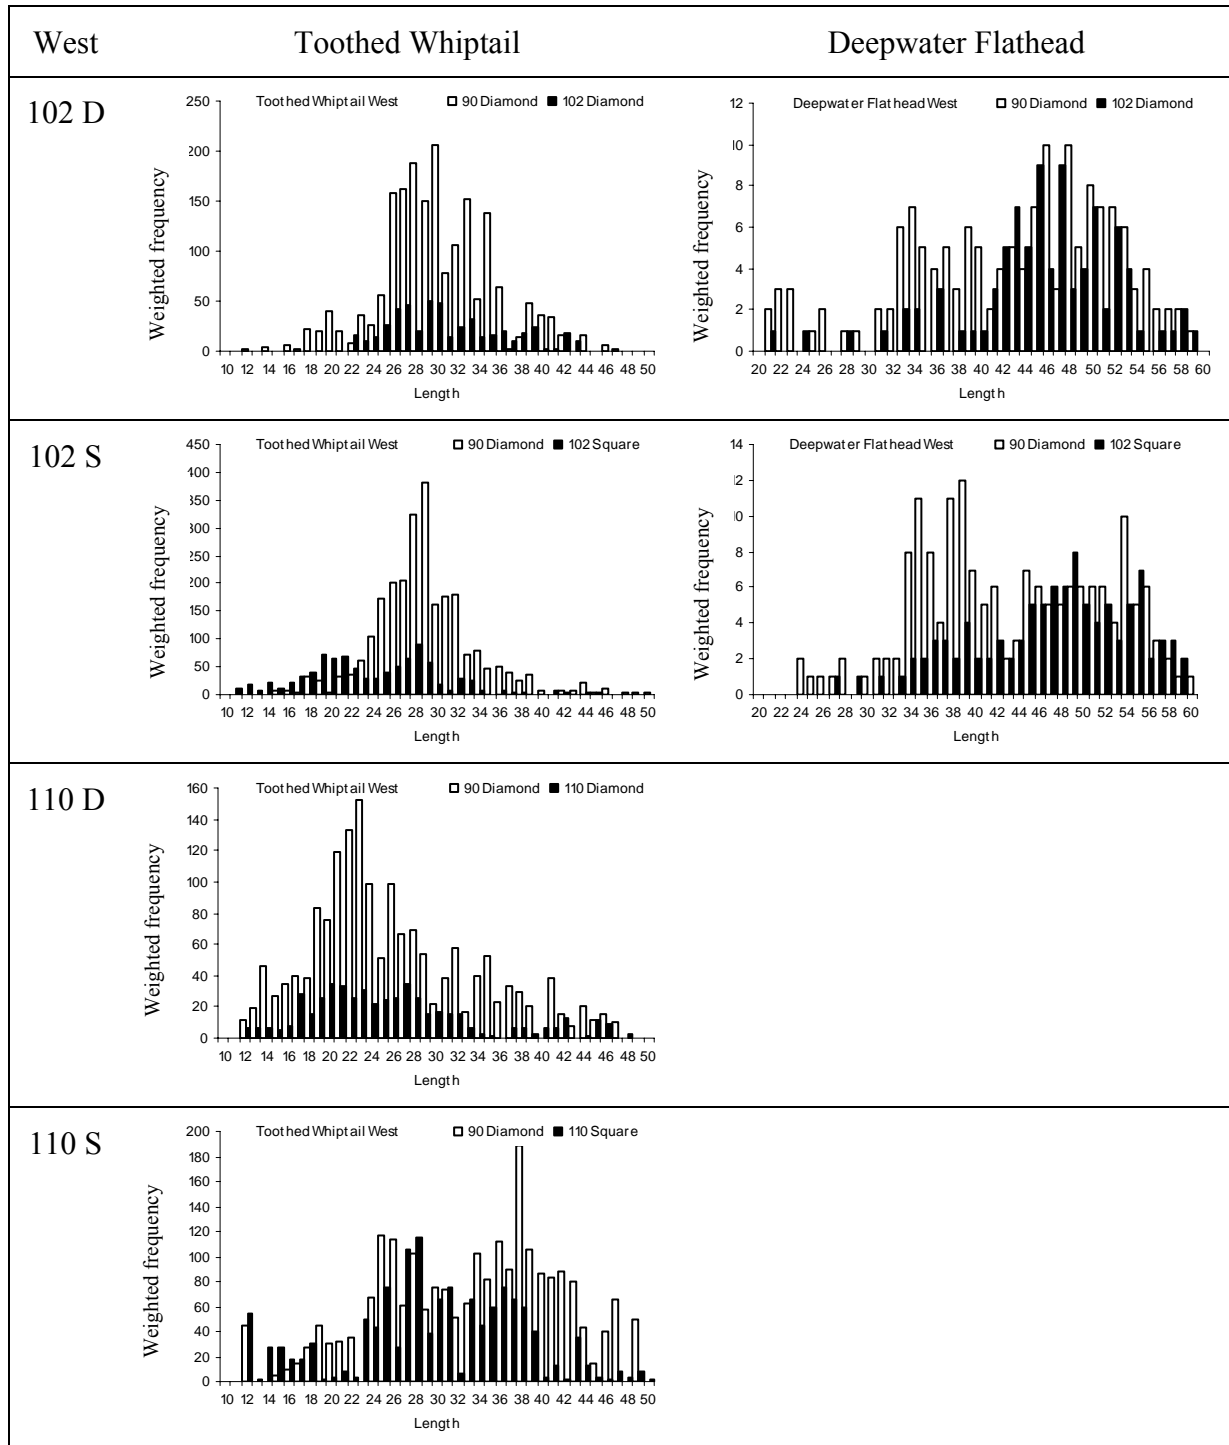 West
Toothed Whiptail
Deepwater Flathead
102 D
Toothed Whiptail West
90 Diamond 102 Diamond
Weighted frequency
250
200
150
100
50
0
10 12 14 16 18 20 22 24 26 28 30 32 34 36 38 40 42 44 46 48 50
Length
Deepwater Flathead West
90 Diamond 102 Diamond
Weighted frequency
12
10
8
6
4
2
0
20 22 24 26 28 30 32 34 36 38 40 42 44 46 48 50 52 54 56 58 60
Length
102 S
Toothed Whiptail West
90 Diamond 102 Square
Weighted frequency
450
400
350
300
250
200
150
100
50
0
10 12 14 16 18 20 22 24 26 28 30 32 34 36 38 40 42 44 46 48 50
Length
Deepwater Flathead West
90 Diamond 102 Square
Weighted frequency
14
12
10
8
6
4
2
0
20 22 24 26 28 30 32 34 36 38 40 42 44 46 48 50 52 54 56 58 60
Length
110 D
Toothed Whiptail West
90 Diamond 110 Diamond
Weighted frequency
160
140
120
100
80
60
40
20
0
10 12 14 16 18 20 22 24 26 28 30 32 34 36 38 40 42 44 46 48 50
Length
110 S
Toothed Whiptail West
90 Diamond 110 Square
Weighted frequency
200
180
160
140
120
100
80
60
40
20
0
10 12 14 16 18 20 22 24 26 28 30 32 34 36 38 40 42 44 46 48 50
Length